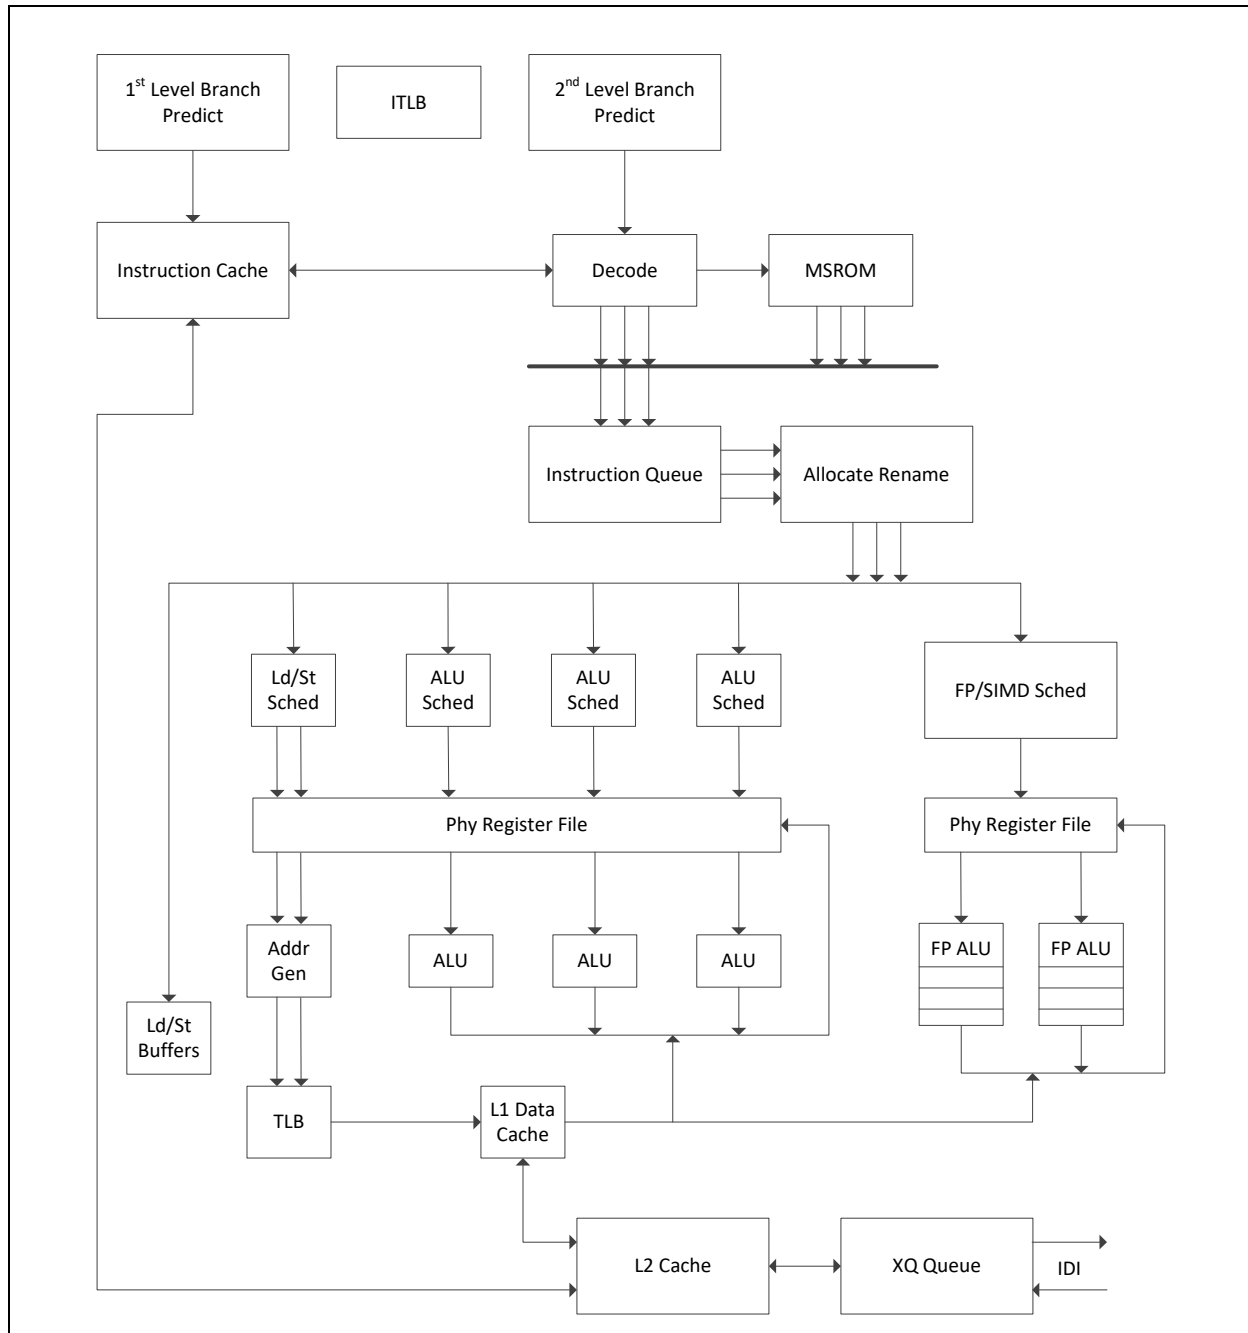 1st Level Branch
Predict
ITLB
2nd Level Branch
Predict
Instruction Cache
Decode
MSROM
Instruction Queue
Allocate Rename
Ld/St
Sched
ALU
Sched
ALU
Sched
ALU
Sched
FP/SIMD Sched
Phy Register File
Phy Register File
Addr
Gen
ALU
ALU
ALU
FP ALU
FP ALU
Ld/St
Buffers
TLB
L1 Data
Cache
L2 Cache
XQ Queue
IDI